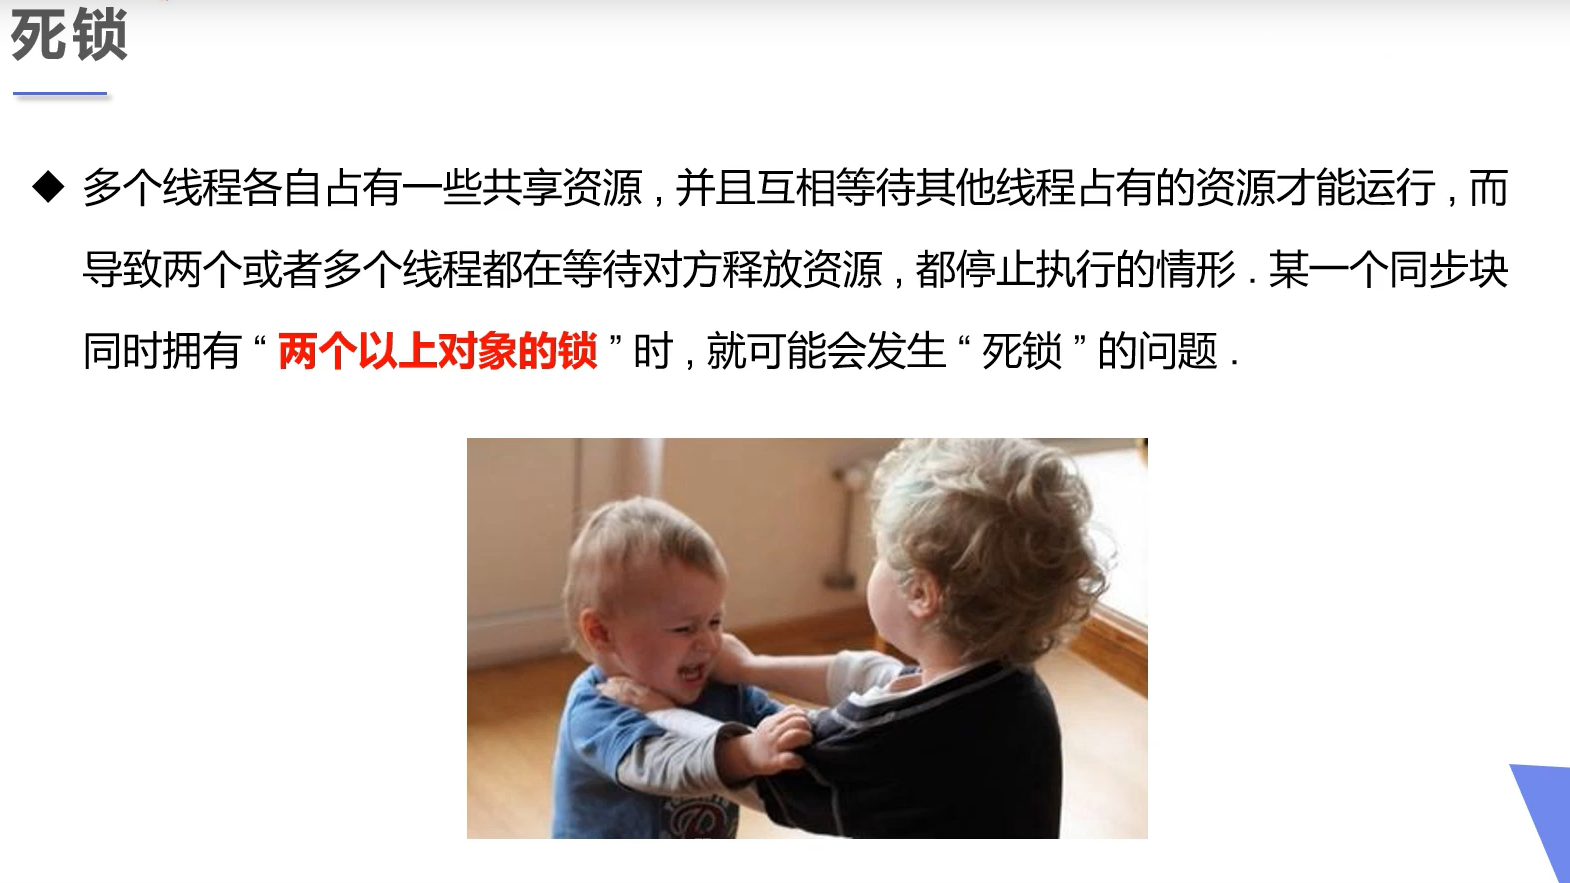 死锁
多个线程各自占有一些共享资源 , 并且互相等待其他线程占有的资源才能运行 , 而
导致两个或者多个线程都在等待对方释放资源 , 都停止执行的情形 . 某一个同步块
同时拥有 “ 两个以上对象的锁 ” 时 , 就可能会发生 “ 死锁 ” 的问题 .